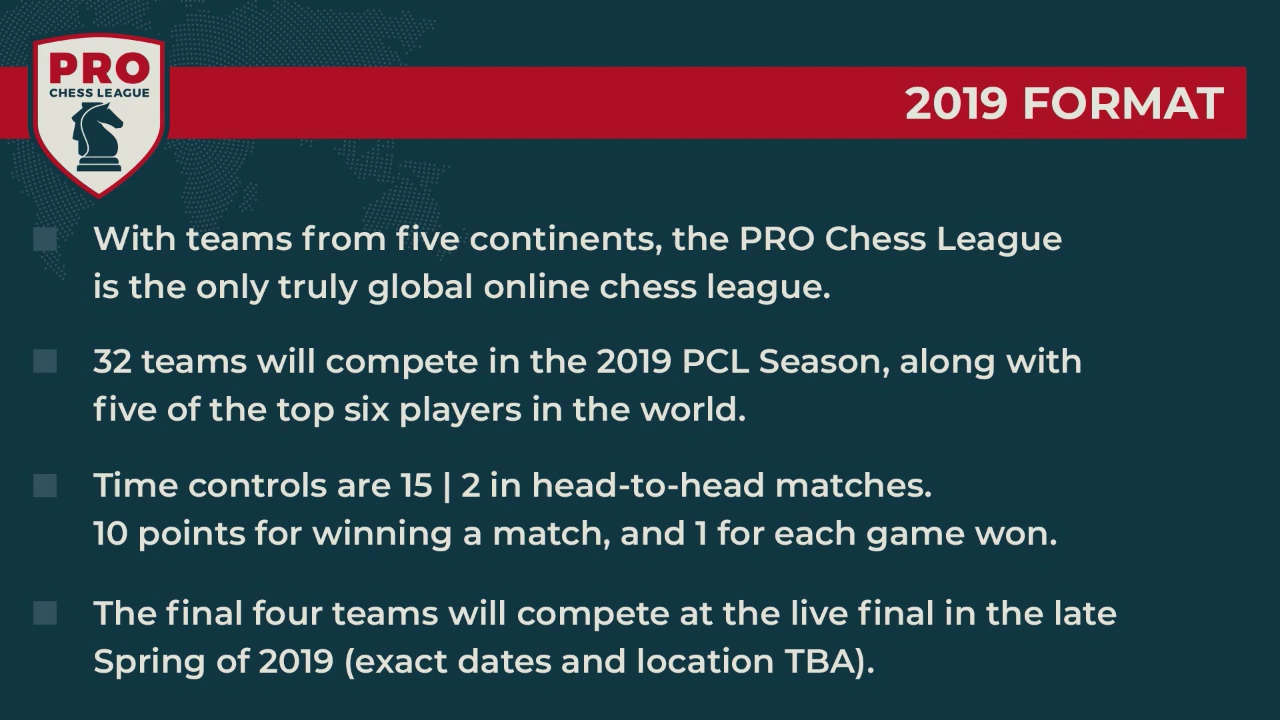 PRO
CHESS LEAGUE
2019 FORMAT
With teams from five continents, the PRO Chess League
is the only truly global online chess league.
32 teams will compete in the 2019 PCL Season, along with
five of the top six players in the world.
Time controls are 15 | 2 in head-to-head matches.
10 points for winning a match, and 1 for each game won.
The final four teams will compete at the live final in the late
Spring of 2019 (exact dates and location TBA).